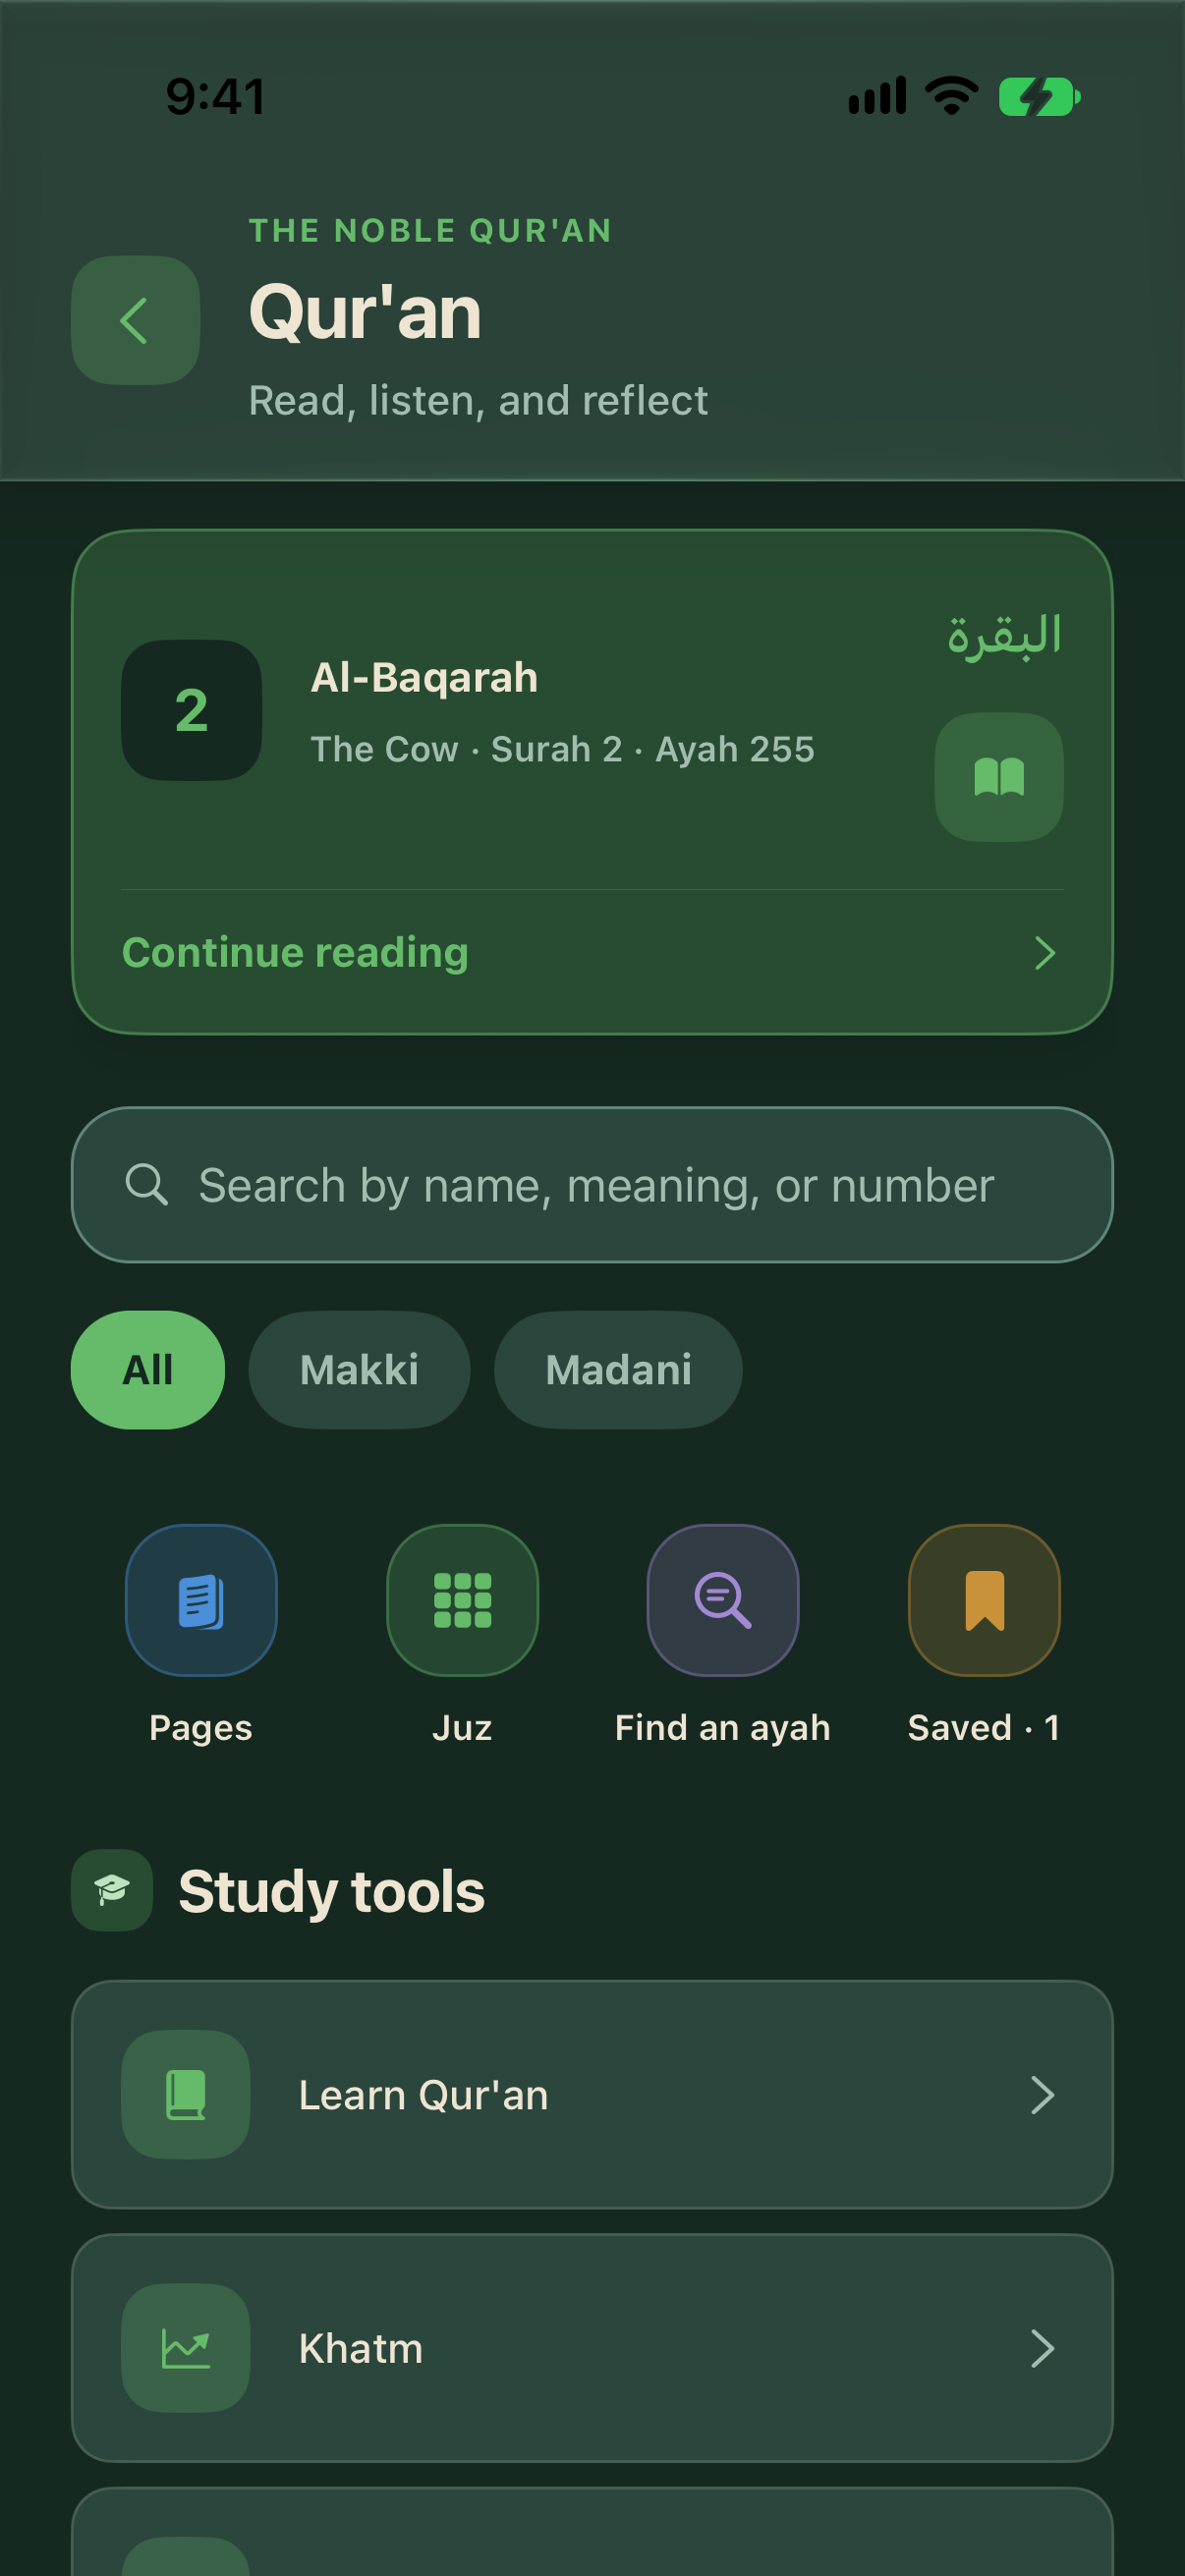 9:41
THE NOBLE QUR'AN
Qur'an
Read, listen, and reflect
البقرة
2
Al-Baqarah
The Cow · Surah 2 · Ayah 255
Continue reading
Search by name, meaning, or number
All Makki Madani
Pages Juz Find an ayah Saved · 1
Study tools
Learn Qur'an
Khatm